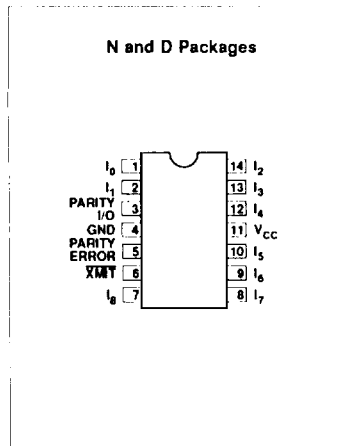 N and D Packages
I0 1 14 I2
I1 2 13 I3
PARITY
I/O 3 12 I4
GND 4 11 VCC
PARITY
ERROR 5 10 I5
XMIT 6 9 I6
I8 7 8 I7